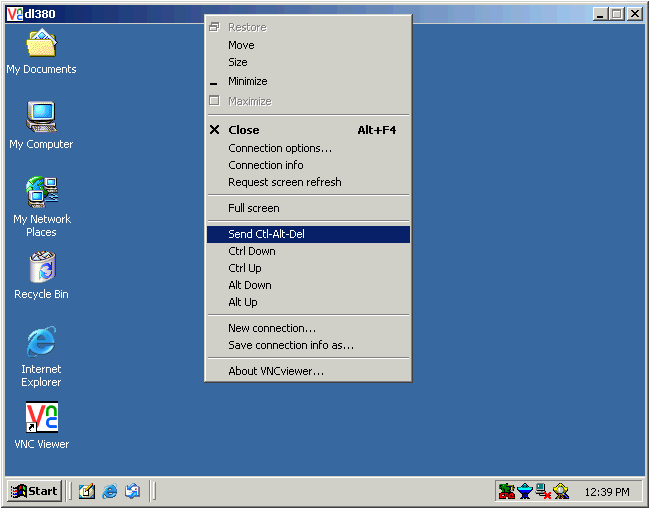 dl380
My Documents
My Computer
My Network
Places
Recycle Bin
Internet
Explorer
VNC Viewer
Restore
Move
Size
Minimize
Maximize
Close Alt+F4
Connection options...
Connection info
Request screen refresh
Full screen
Send Ctl-Alt-Del
Ctrl Down
Ctrl Up
Alt Down
Alt Up
New connection...
Save connection info as...
About VNCviewer...
Start
12:39 PM